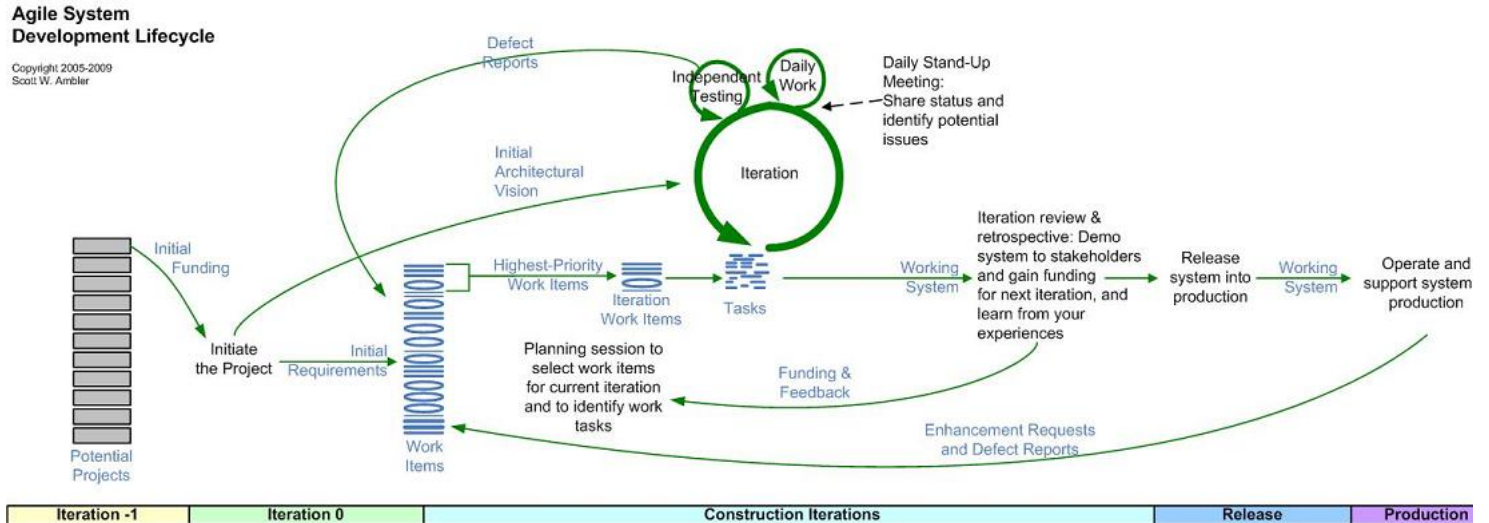 Agile System
Development Lifecycle
Copyright 2005-2009
Scott W. Ambler
Defect
Reports
Independent
Testing
Daily
Work
Daily Stand-Up
Meeting:
Share status and
identify potential
issues
Initial
Architectural
Vision
Iteration
Initial
Funding
Highest-Priority
Work Items
Iteration
Work Items
Tasks
Working
System
Iteration review &
retrospective: Demo
system to stakeholders
and gain funding
for next iteration, and
learn from your
experiences
Release
system into
production
Working
System
Operate and
support system
production
Initiate
the Project
Initial
Requirements
Planning session to
select work items
for current iteration
and to identify work
tasks
Funding &
Feedback
Enhancement Requests
and Defect Reports
Potential
Projects
Work
Items
Iteration -1
Iteration 0
Construction Iterations
Release
Production